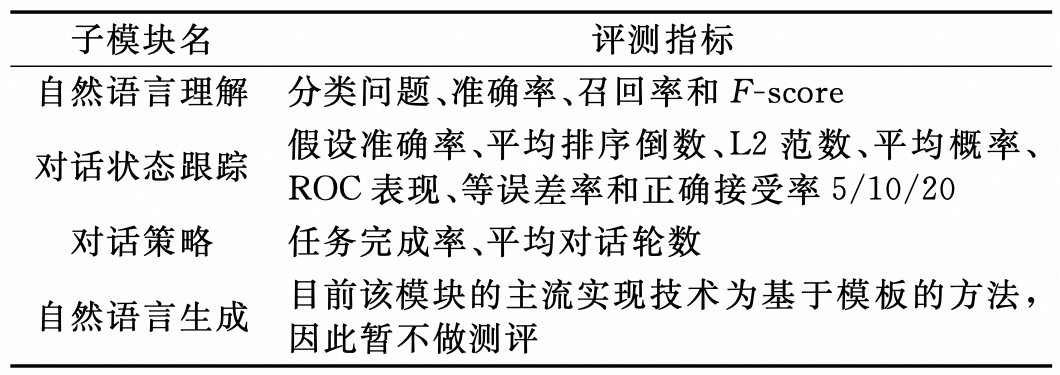 子模块名 评测指标
自然语言理解 分类问题、准确率、召回率和 F-score
对话状态跟踪 假设准确率、平均排序倒数、L2 范数、平均概率、
ROC 表现、等误差率和正确接受率 5/10/20
对话策略 任务完成率、平均对话轮数
自然语言生成 目前该模块的主流实现技术为基于模板的方法，
因此暂不做测评